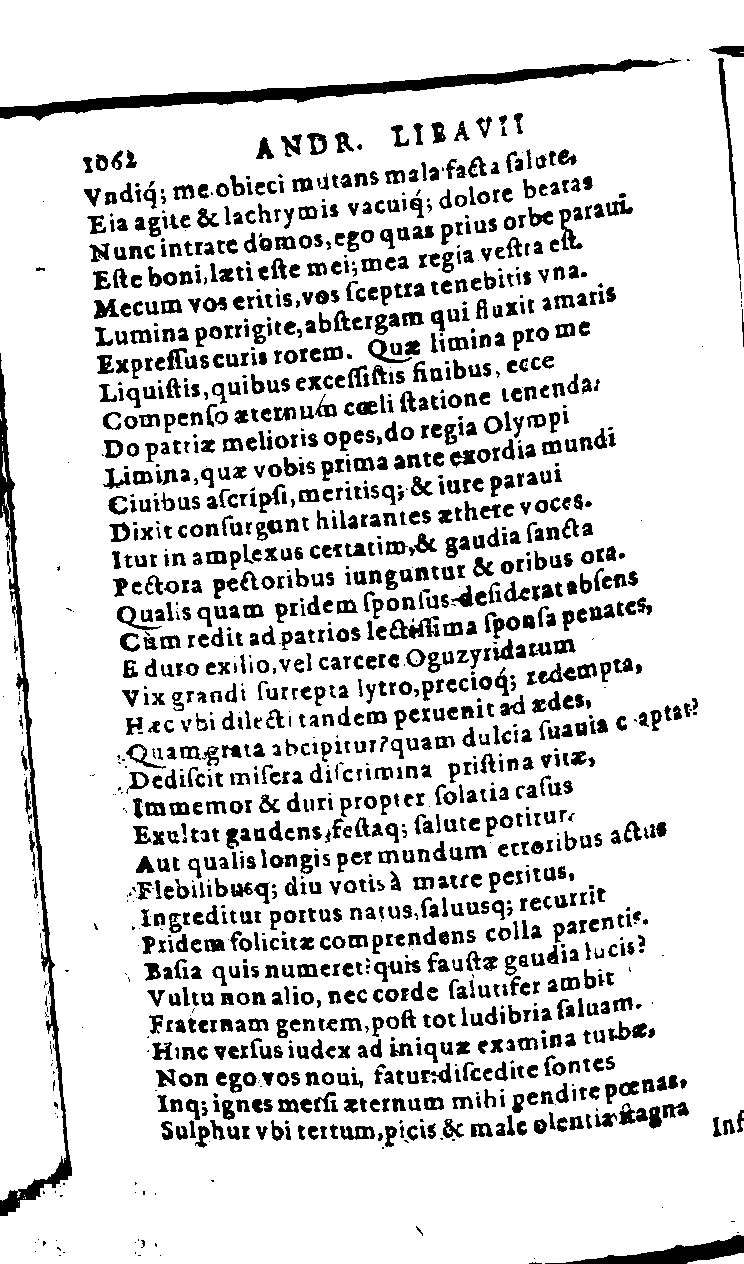 1062 ANDR. LIBAVII
Vndiq́; me obieci mutans mala facta ſalute,
Eia agite & lachrymis vacuiq́; dolore beatas
Nunc intrate domos, ego quas prius orbe paraui.
Eſte boni, læti eſte mei; mea regia veſtra eſt.
Mecum vos eritis, vos ſceptra tenebitis vna.
Lumina porrigite, abſtergam qui fluxit amaris
Expreſſus curis rorem. Quæ limina pro me
Liquiſtis, quibus exceſſiſtis finibus, ecce
Compenſo æternum cœli ſtatione tenenda:
Do patriæ melioris opes, do regia Olympi
Limina, quæ vobis prima ante exordia mundi
Ciuibus aſcripſi, meritisq; & iure paraui
Dixit conſurgunt hilarantes æthere voces.
Itur in amplexus certatim, & gaudia ſancta
Pectora pectoribus iunguntur & oribus ora.
Qualis quam pridem ſponſus deſiderat abſens
Cùm redit ad patrios lectiſſima ſponſa penates,
E duro exilio, vel carcere Oguzyridatum
Vix grandi ſurrepta lytro, precioq́; redempta,
Hæc vbi dilecti tandem peruenit ad ædes,
Quam grata abcipitur? quam dulcia ſuauia c aptat?
Dediſcit miſera diſcrimina priſtina vitæ,
Immemor & duri propter ſolatia caſus
Exultat gaudens, feſtaq; ſalute potitur.
Aut qualis longis per mundum erroribus actus
Flebilibusq; diu votis à matre petitus,
Ingreditur portus natus, ſaluusq; recurrit
Pridem ſolicitæ comprendens colla parentis.
Baſia quis numeret? quis fauſtæ gaudia lucis?
Vultu non alio, nec corde ſalutifer ambit
Fraternam gentem, poſt tot ludibria ſaluam.
Hinc verſus iudex ad iniquæ examina turbæ,
Non ego vos noui, fatur: diſcedite ſontes
Inq; ignes merſi æternum mihi pendite pœnas,
Sulphur vbi tertum, picis & male olentia ſtagna
Inf